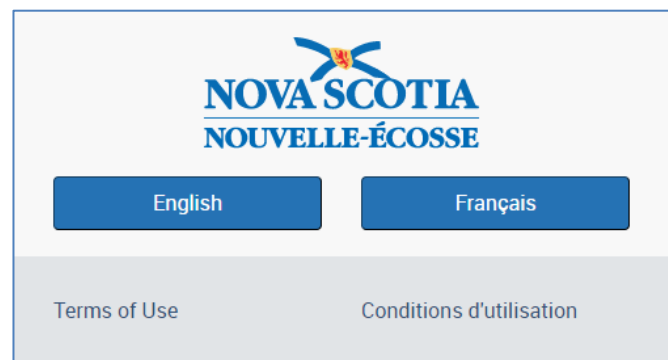 NOVA SCOTIA
NOUVELLE-ÉCOSSE
English
Français
Terms of Use
Conditions d'utilisation